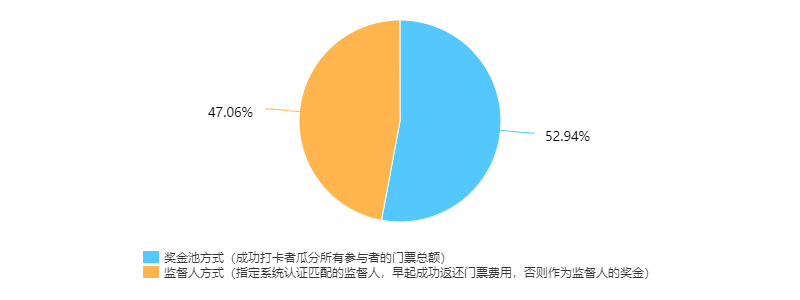 47.06%
52.94%
奖金池方式（成功打卡者瓜分所有参与者的门票总额）
监督人方式（指定系统认证匹配的监督人，早起成功返还门票费用，否则作为监督人的奖金）